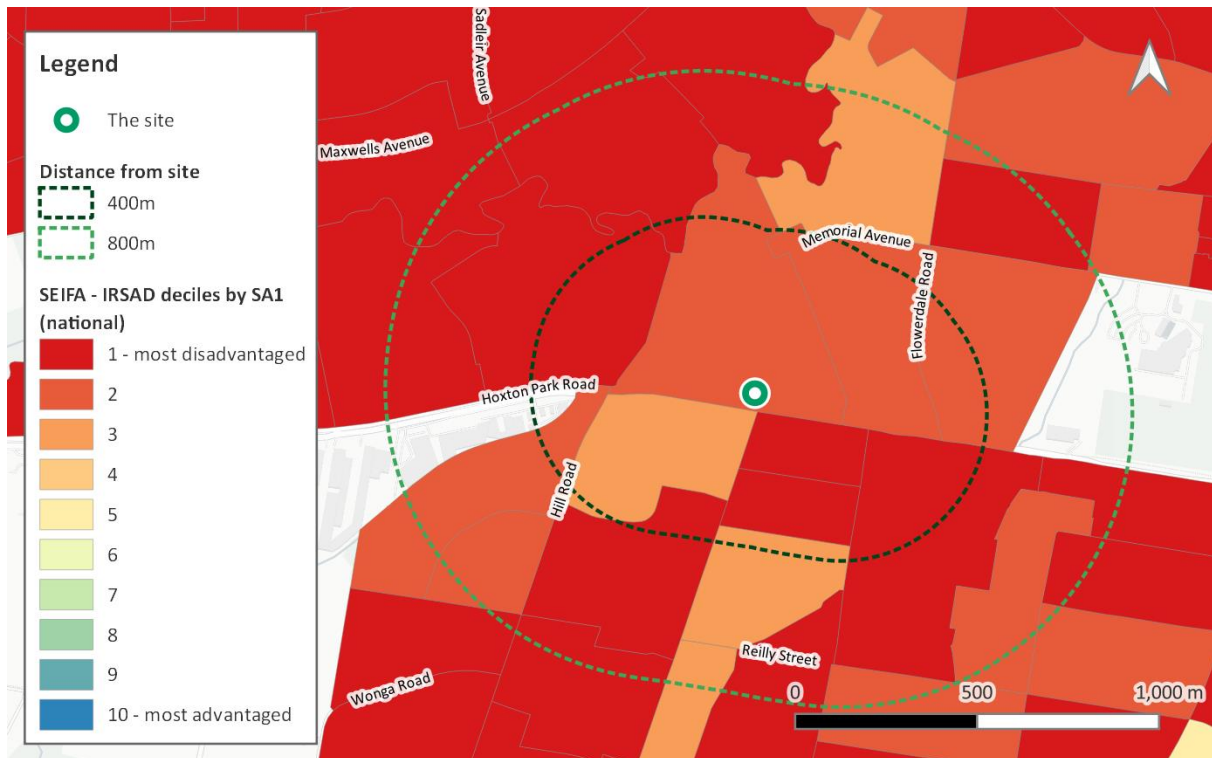 Legend
The site
Distance from site
400m
800m
SEIFA - IRSAD deciles by SA1
(national)
1 - most disadvantaged
2
3
4
5
6
7
8
9
10 - most advantaged
Sadleir Avenue
Maxwells Avenue
Memorial Avenue
Flowerdale Road
Hoxton Park Road
Hill Road
Reilly Street
Wonga Road
0 500 1,000 m